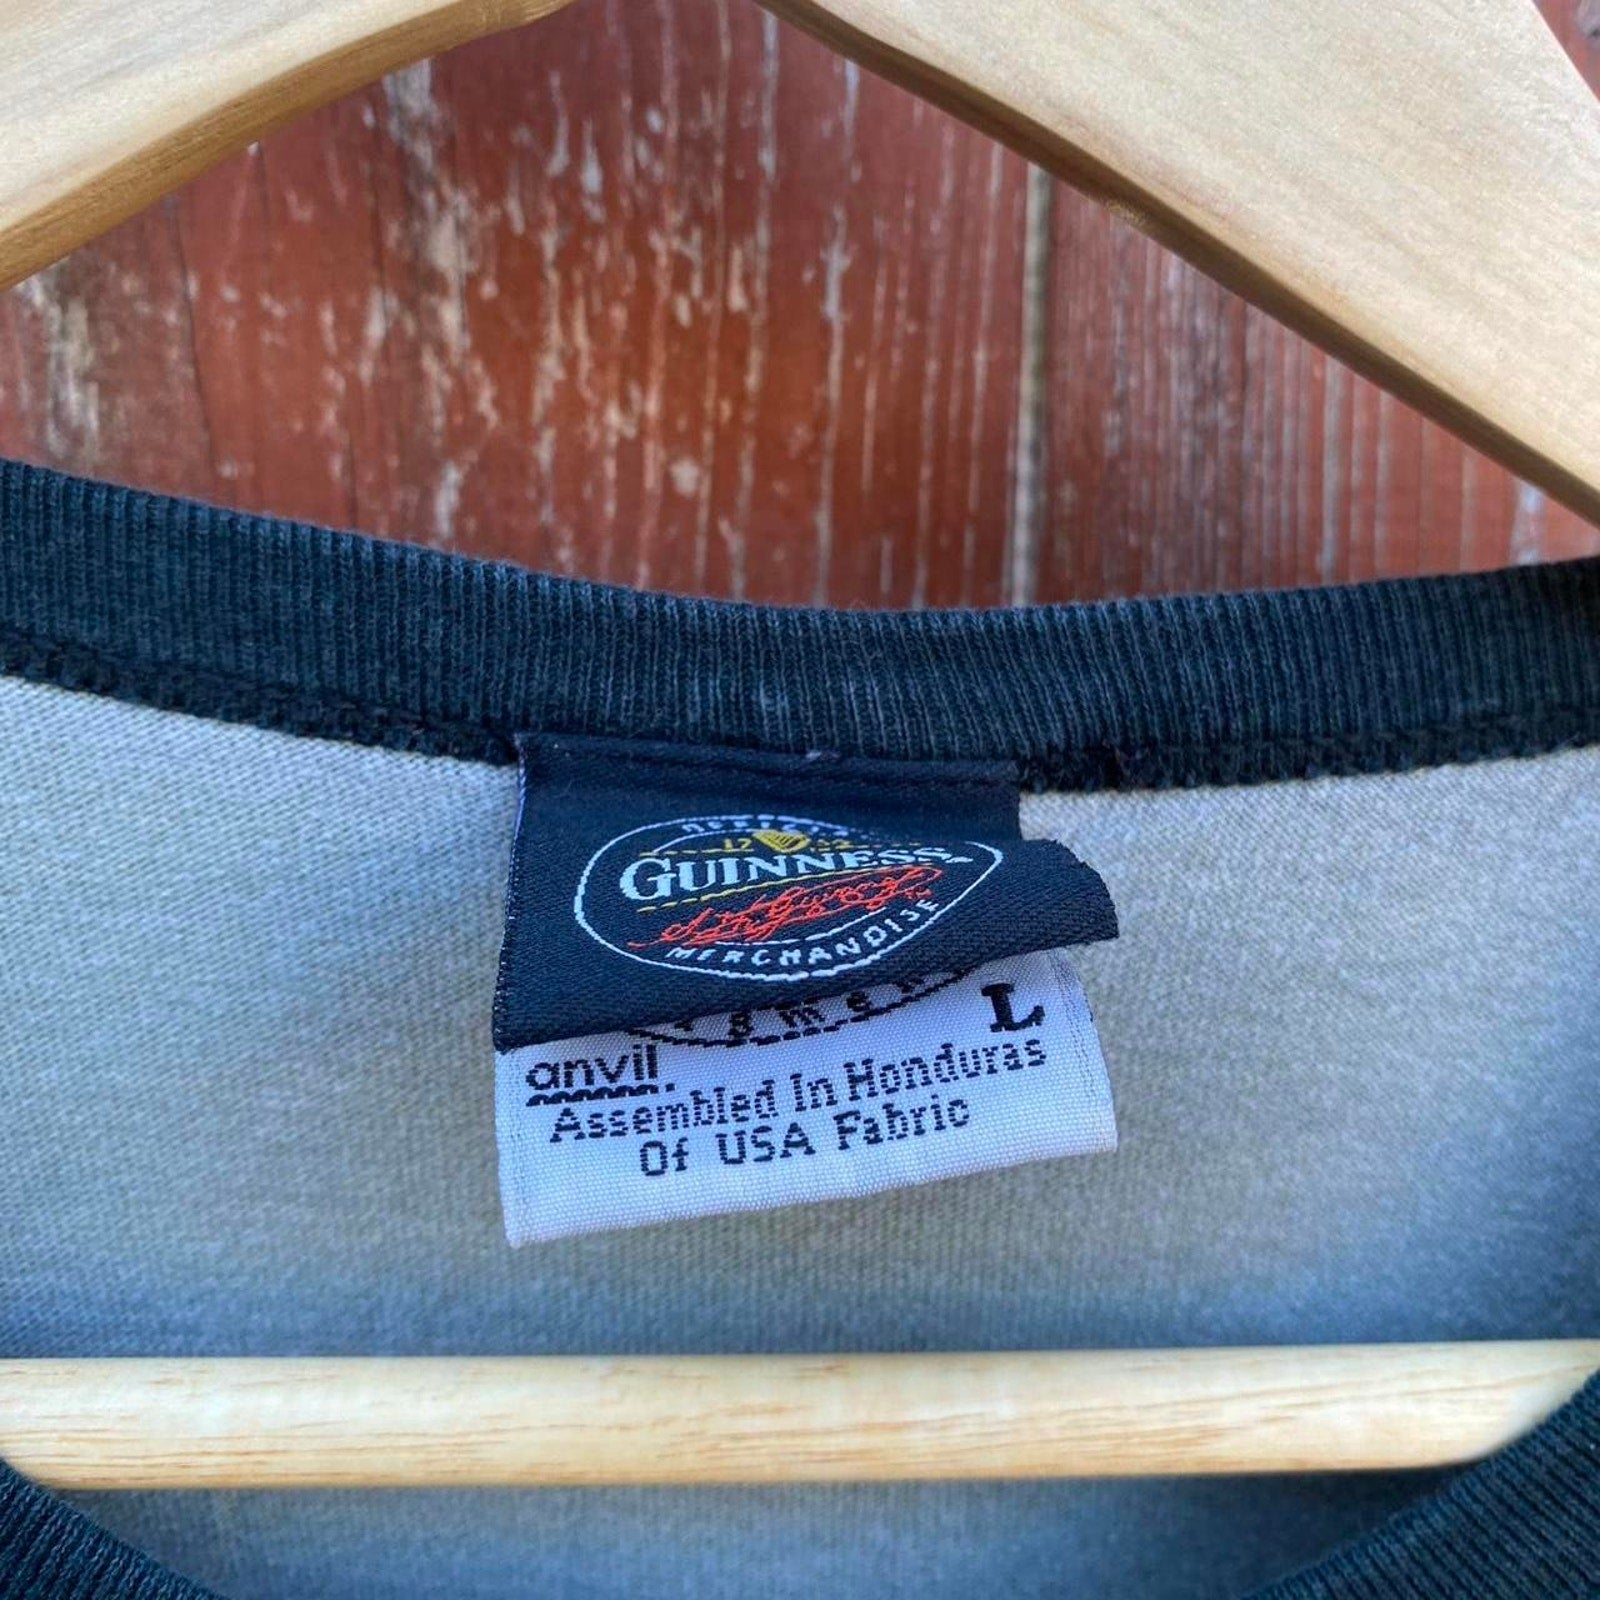 GUINNESS
MERCHANDISE
L
anvil
Assembled In Honduras
Of USA Fabric